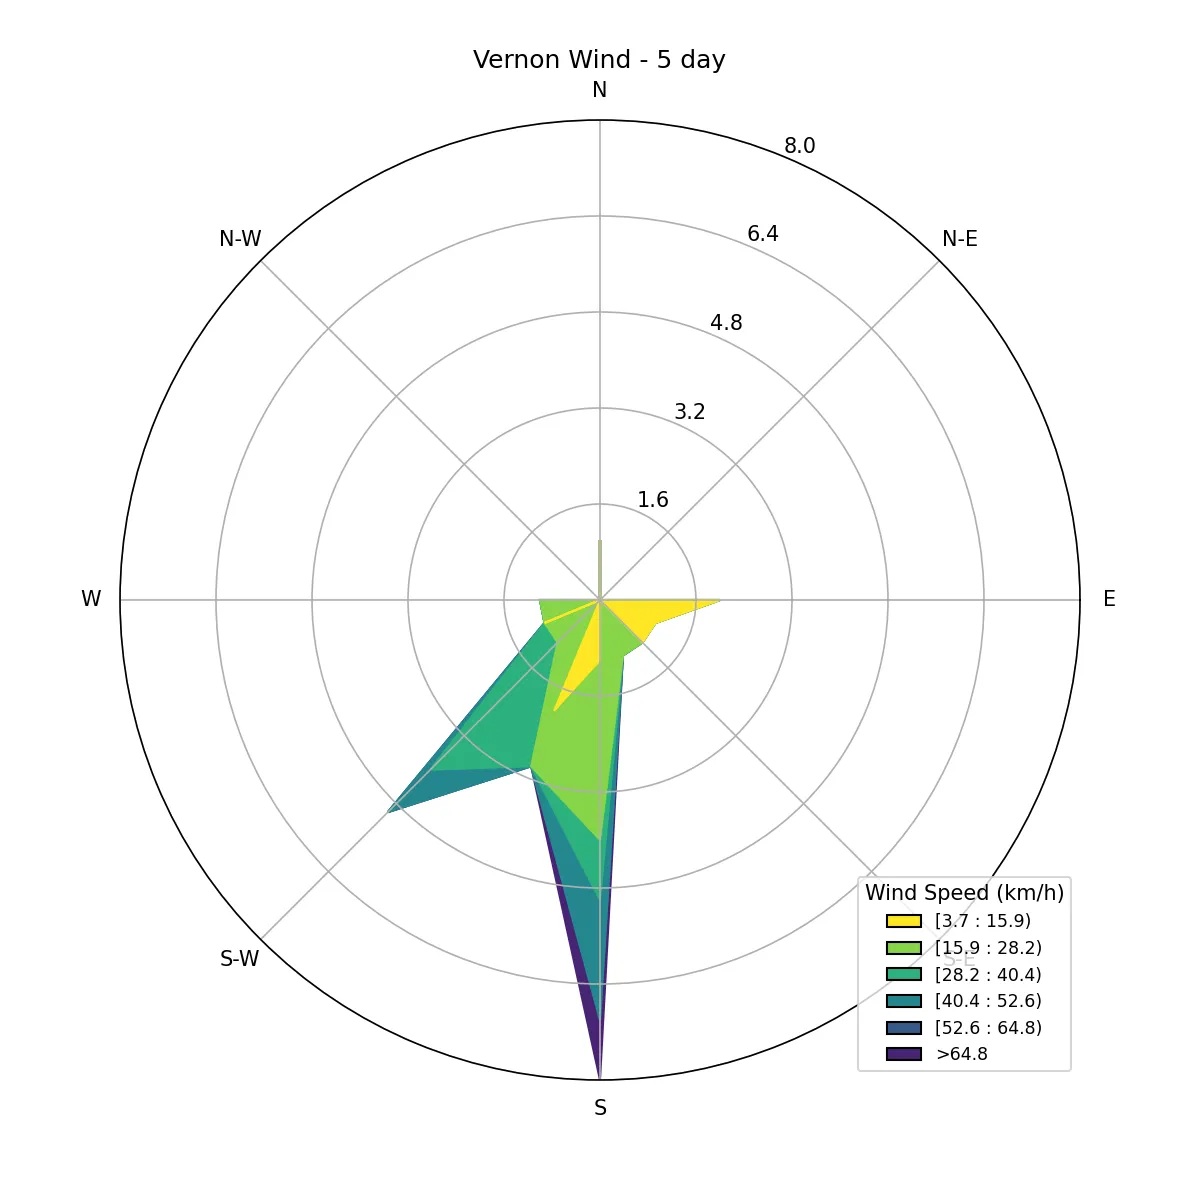 Vernon Wind - 5 day
N
8.0
N-W
6.4
N-E
4.8
3.2
1.6
W
E
Wind Speed (km/h)
[3.7 : 15.9)
[15.9 : 28.2)
S-W
S-E
[28.2 : 40.4)
[40.4 : 52.6)
[52.6 : 64.8)
>64.8
S